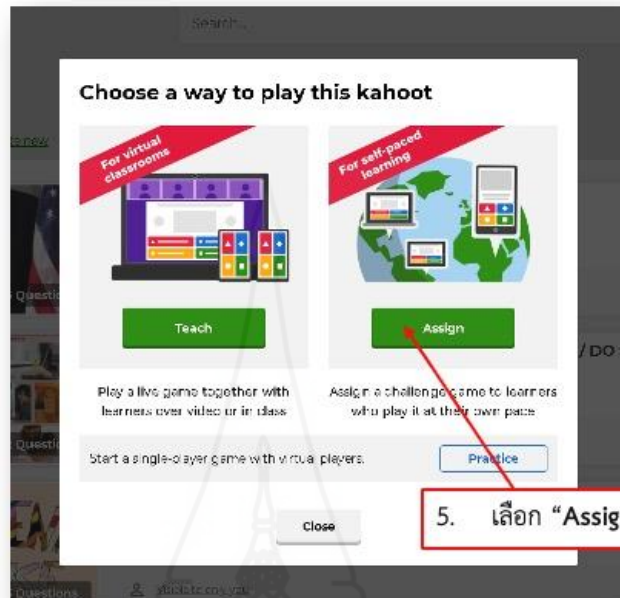 Search...
Choose a way to play this kahoot
For virtual
classrooms
For self-paced
learning
Teach
Assign
Play a live game together with
learners over video or in class
Assign a challenge game to learners
who play it at their own pace
Start a single-player game with virtual players.
Practice
Close
5. เลือก “Assig
/ DO
Questions